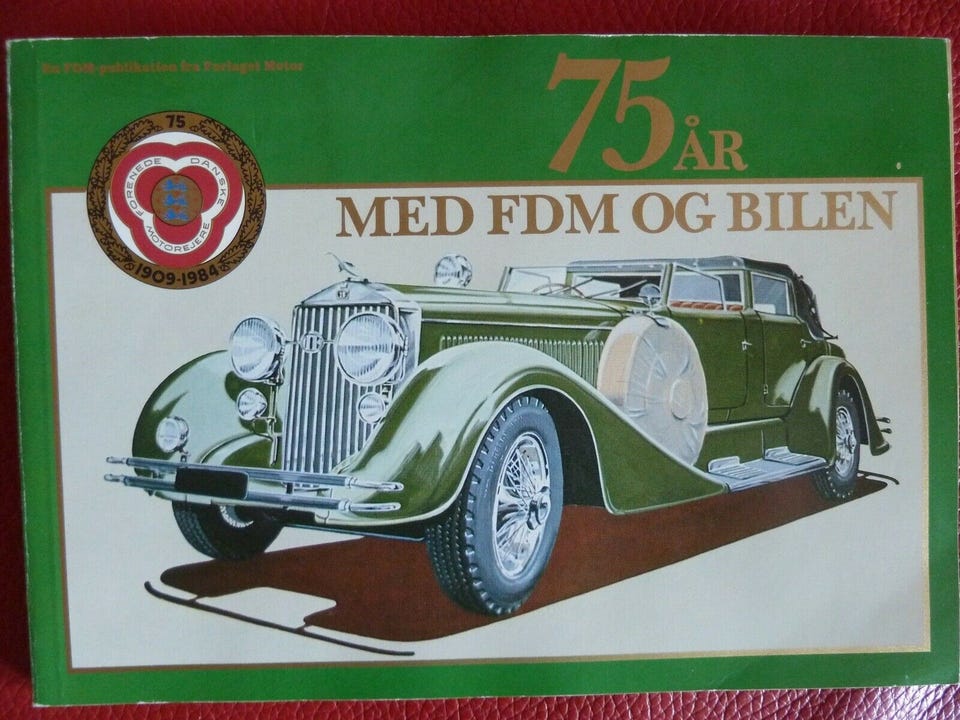 En FDM-publikation fra Forlaget Motor
75 ÅR
MED FDM OG BILEN
75
FORENEDE DANSKE
MOTOREJERE
1909-1984